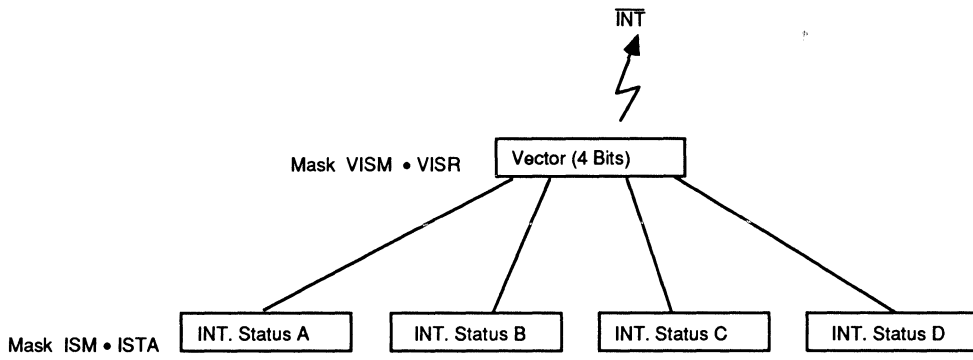 INT
Mask VISM • VISR
Vector (4 Bits)
Mask ISM • ISTA
INT. Status A
INT. Status B
INT. Status C
INT. Status D